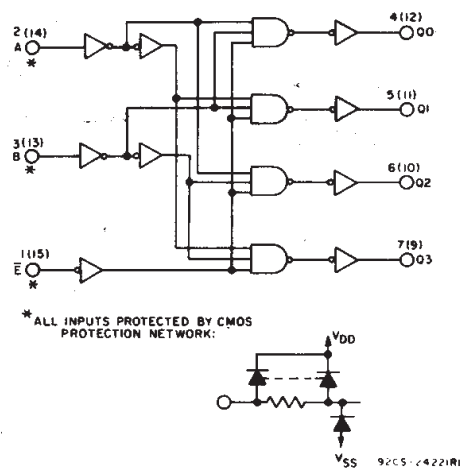 2(14)
A
*
4(12)
Q0
5(11)
Q1
3(13)
B
*
6(10)
Q2
1(15)
E̅
*
7(9)
Q3
*ALL INPUTS PROTECTED BY CMOS
PROTECTION NETWORK:
VDD
VSS
92CS-24221R1